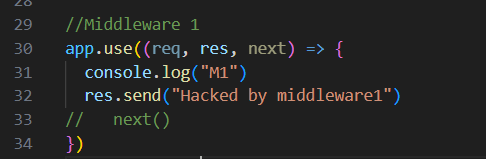 28
29 //Middleware 1
30 app.use((req, res, next) => {
31   console.log("M1")
32   res.send("Hacked by middleware1")
33 //   next()
34 })